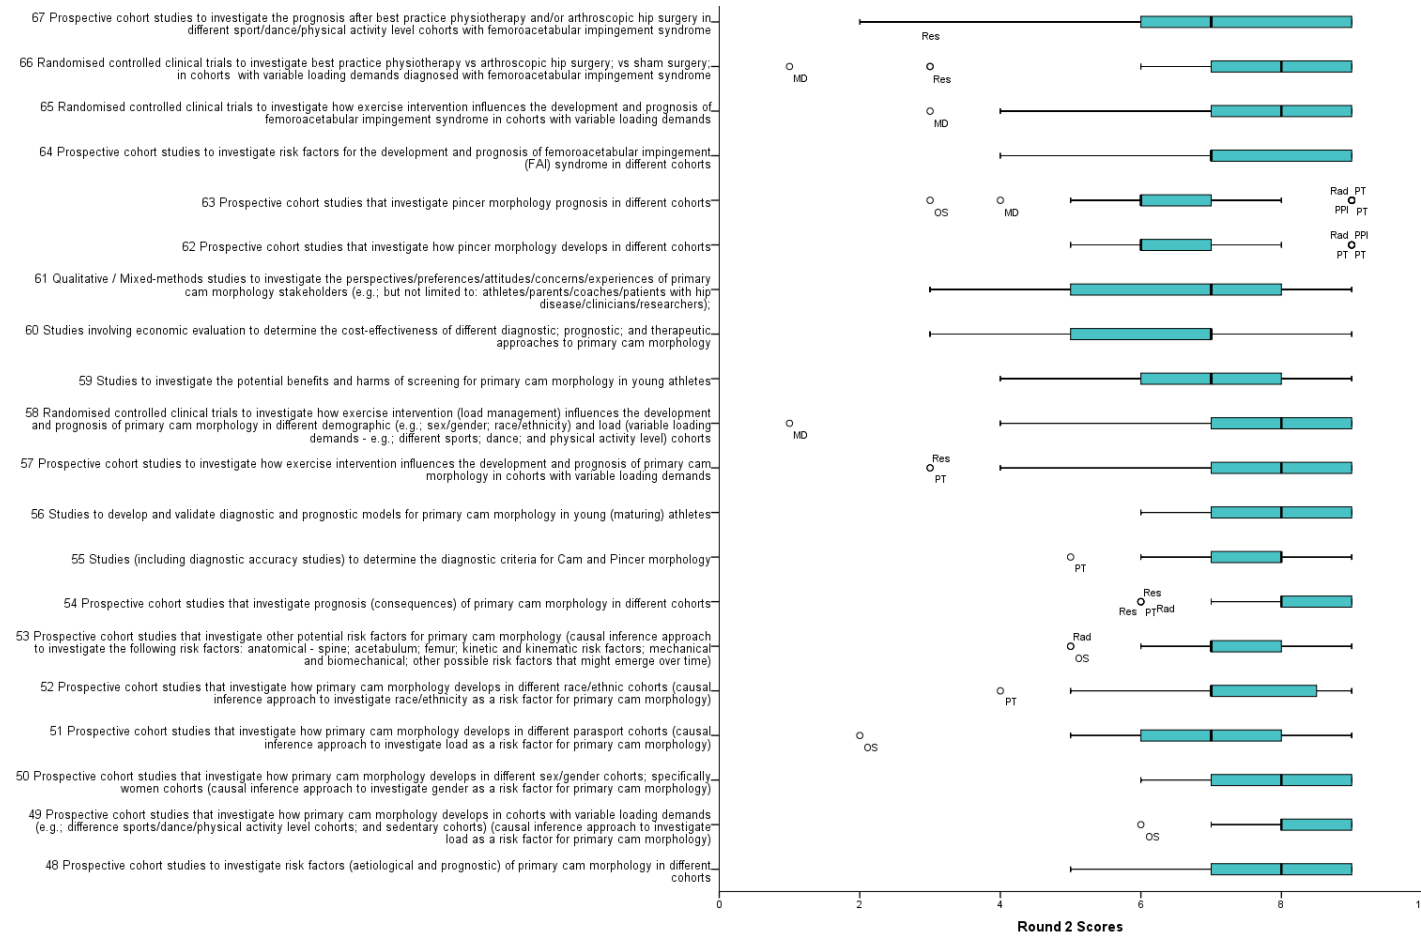 67 Prospective cohort studies to investigate the prognosis after best practice physiotherapy and/or arthroscopic hip surgery in
different sport/dance/physical activity level cohorts with femoroacetabular impingement syndrome
Res
66 Randomised controlled clinical trials to investigate best practice physiotherapy vs arthroscopic hip surgery; vs sham surgery;
in cohorts with variable loading demands diagnosed with femoroacetabular impingement syndrome
MD
Res
65 Randomised controlled clinical trials to investigate how exercise intervention influences the development and prognosis of
femoroacetabular impingement syndrome in cohorts with variable loading demands
MD
64 Prospective cohort studies to investigate risk factors for the development and prognosis of femoroacetabular impingement
(FAI) syndrome in different cohorts
63 Prospective cohort studies that investigate pincer morphology prognosis in different cohorts
OS
MD
Rad PT
PPI PT
62 Prospective cohort studies that investigate how pincer morphology develops in different cohorts
Rad PPI
PT PT
61 Qualitative / Mixed-methods studies to investigate the perspectives/preferences/attitudes/concerns/experiences of primary
cam morphology stakeholders (e.g.; but not limited to: athletes/parents/coaches/patients with hip
disease/clinicians/researchers);
60 Studies involving economic evaluation to determine the cost-effectiveness of different diagnostic; prognostic; and therapeutic
approaches to primary cam morphology
59 Studies to investigate the potential benefits and harms of screening for primary cam morphology in young athletes
58 Randomised controlled clinical trials to investigate how exercise intervention (load management) influences the development
and prognosis of primary cam morphology in different demographic (e.g.; sex/gender; race/ethnicity) and load (variable loading
demands - e.g.; different sports; dance; and physical activity level) cohorts
MD
57 Prospective cohort studies to investigate how exercise intervention influences the development and prognosis of primary cam
morphology in cohorts with variable loading demands
Res
PT
56 Studies to develop and validate diagnostic and prognostic models for primary cam morphology in young (maturing) athletes
55 Studies (including diagnostic accuracy studies) to determine the diagnostic criteria for Cam and Pincer morphology
PT
54 Prospective cohort studies that investigate prognosis (consequences) of primary cam morphology in different cohorts
Res
Res PT Rad
53 Prospective cohort studies that investigate other potential risk factors for primary cam morphology (causal inference approach
to investigate the following risk factors: anatomical - spine; acetabulum; femur; kinetic and kinematic risk factors; mechanical
and biomechanical; other possible risk factors that might emerge over time)
Rad
OS
52 Prospective cohort studies that investigate how primary cam morphology develops in different race/ethnic cohorts (causal
inference approach to investigate race/ethnicity as a risk factor for primary cam morphology)
PT
51 Prospective cohort studies that investigate how primary cam morphology develops in different parasport cohorts (causal
inference approach to investigate load as a risk factor for primary cam morphology)
OS
50 Prospective cohort studies that investigate how primary cam morphology develops in different sex/gender cohorts; specifically
women cohorts (causal inference approach to investigate gender as a risk factor for primary cam morphology)
49 Prospective cohort studies that investigate how primary cam morphology develops in cohorts with variable loading demands
(e.g.; difference sports/dance/physical activity level cohorts; and sedentary cohorts) (causal inference approach to investigate
load as a risk factor for primary cam morphology)
OS
48 Prospective cohort studies to investigate risk factors (aetiological and prognostic) of primary cam morphology in different
cohorts
0 2 4 6 8 1
Round 2 Scores